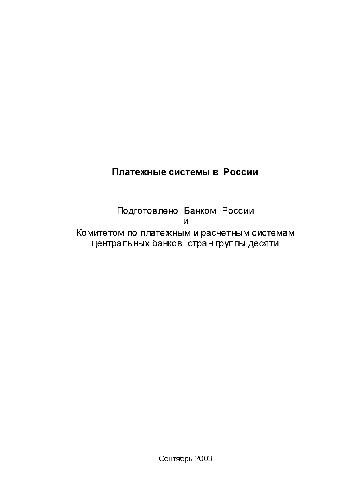 Платежные системы в России
Подготовлено Банком России
и
Комитетом по платежным и расчетным системам
центральных банков стран группы десяти
Сентябрь 2003